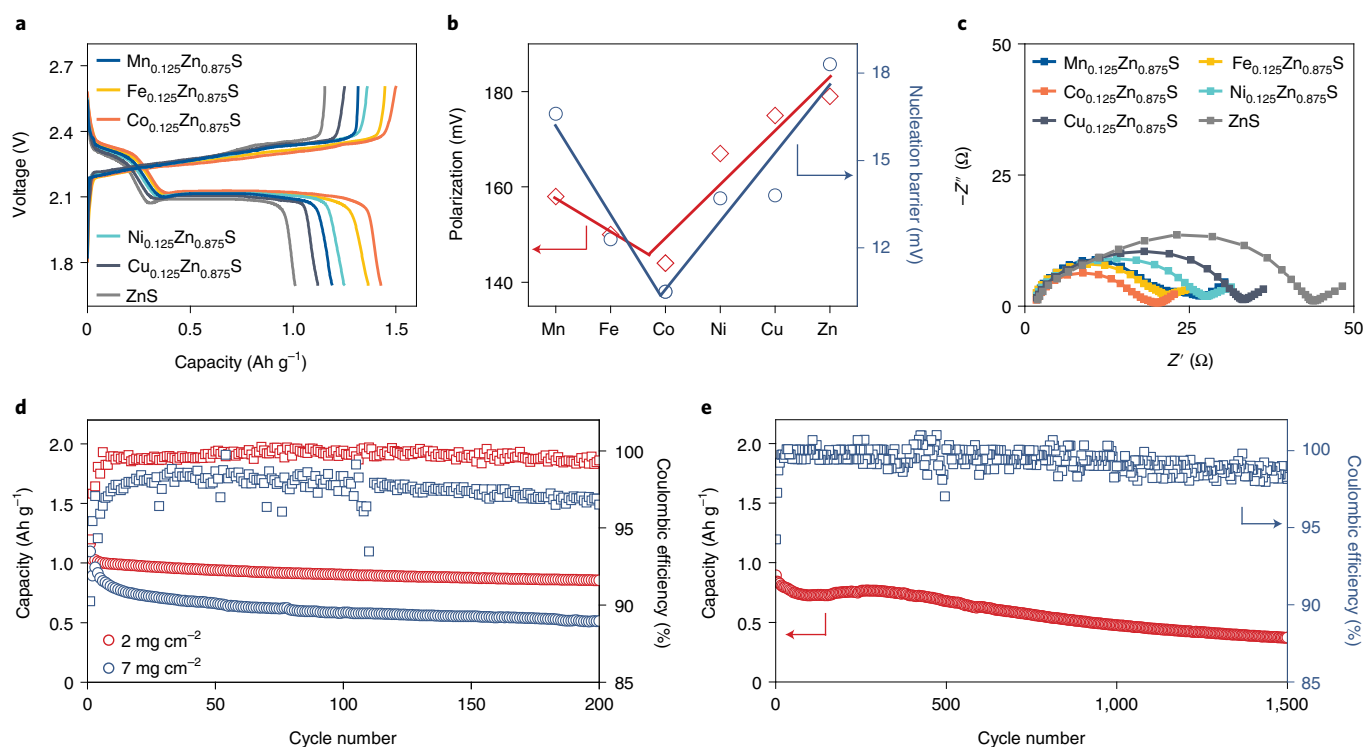 a
2.7
2.4
2.1
1.8
Voltage (V)
Mn0.125Zn0.875S
Fe0.125Zn0.875S
Co0.125Zn0.875S
Ni0.125Zn0.875S
Cu0.125Zn0.875S
ZnS
0 0.5 1.0 1.5
Capacity (Ah g−1)
b
180
160
140
Polarization (mV)
18
15
12
Nucleation barrier (mV)
Mn Fe Co Ni Cu Zn
c
50
25
0
−Z″ (Ω)
Mn0.125Zn0.875S Fe0.125Zn0.875S
Co0.125Zn0.875S Ni0.125Zn0.875S
Cu0.125Zn0.875S ZnS
0 25 50
Z′ (Ω)
d
2.0
1.5
1.0
0.5
0
Capacity (Ah g−1)
100
95
90
85
Coulombic efficiency (%)
2 mg cm−2
7 mg cm−2
0 50 100 150 200
Cycle number
e
2.0
1.5
1.0
0.5
0
Capacity (Ah g−1)
100
95
90
85
Coulombic efficiency (%)
0 500 1,000 1,500
Cycle number